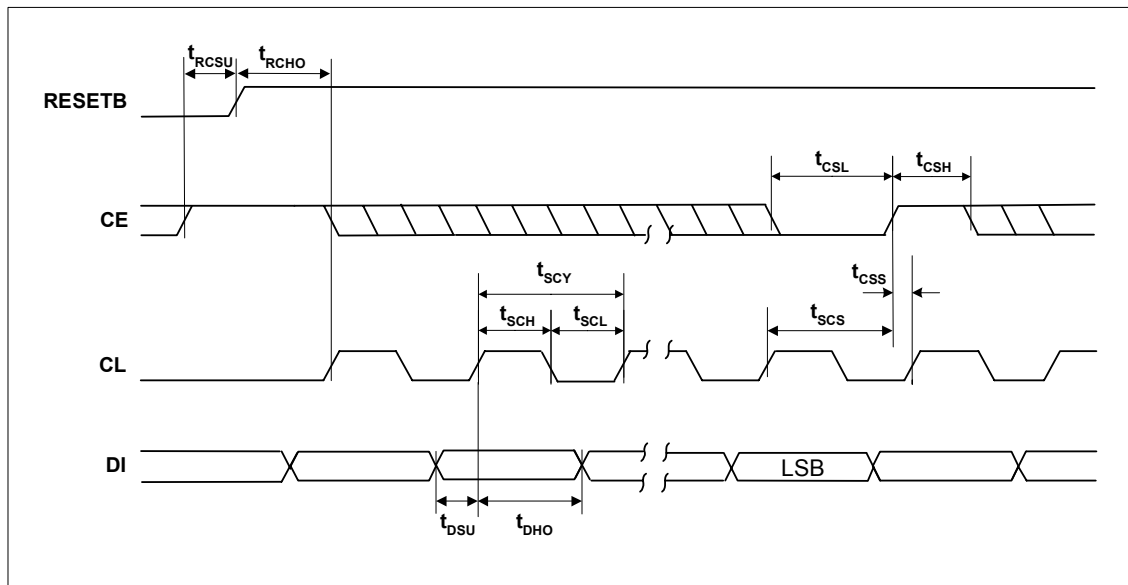 tRCSU tRCHO
RESETB
tCSL tCSH
CE
tSCY tCSS
tSCH tSCL tSCS
CL
DI LSB
tDSU tDHO